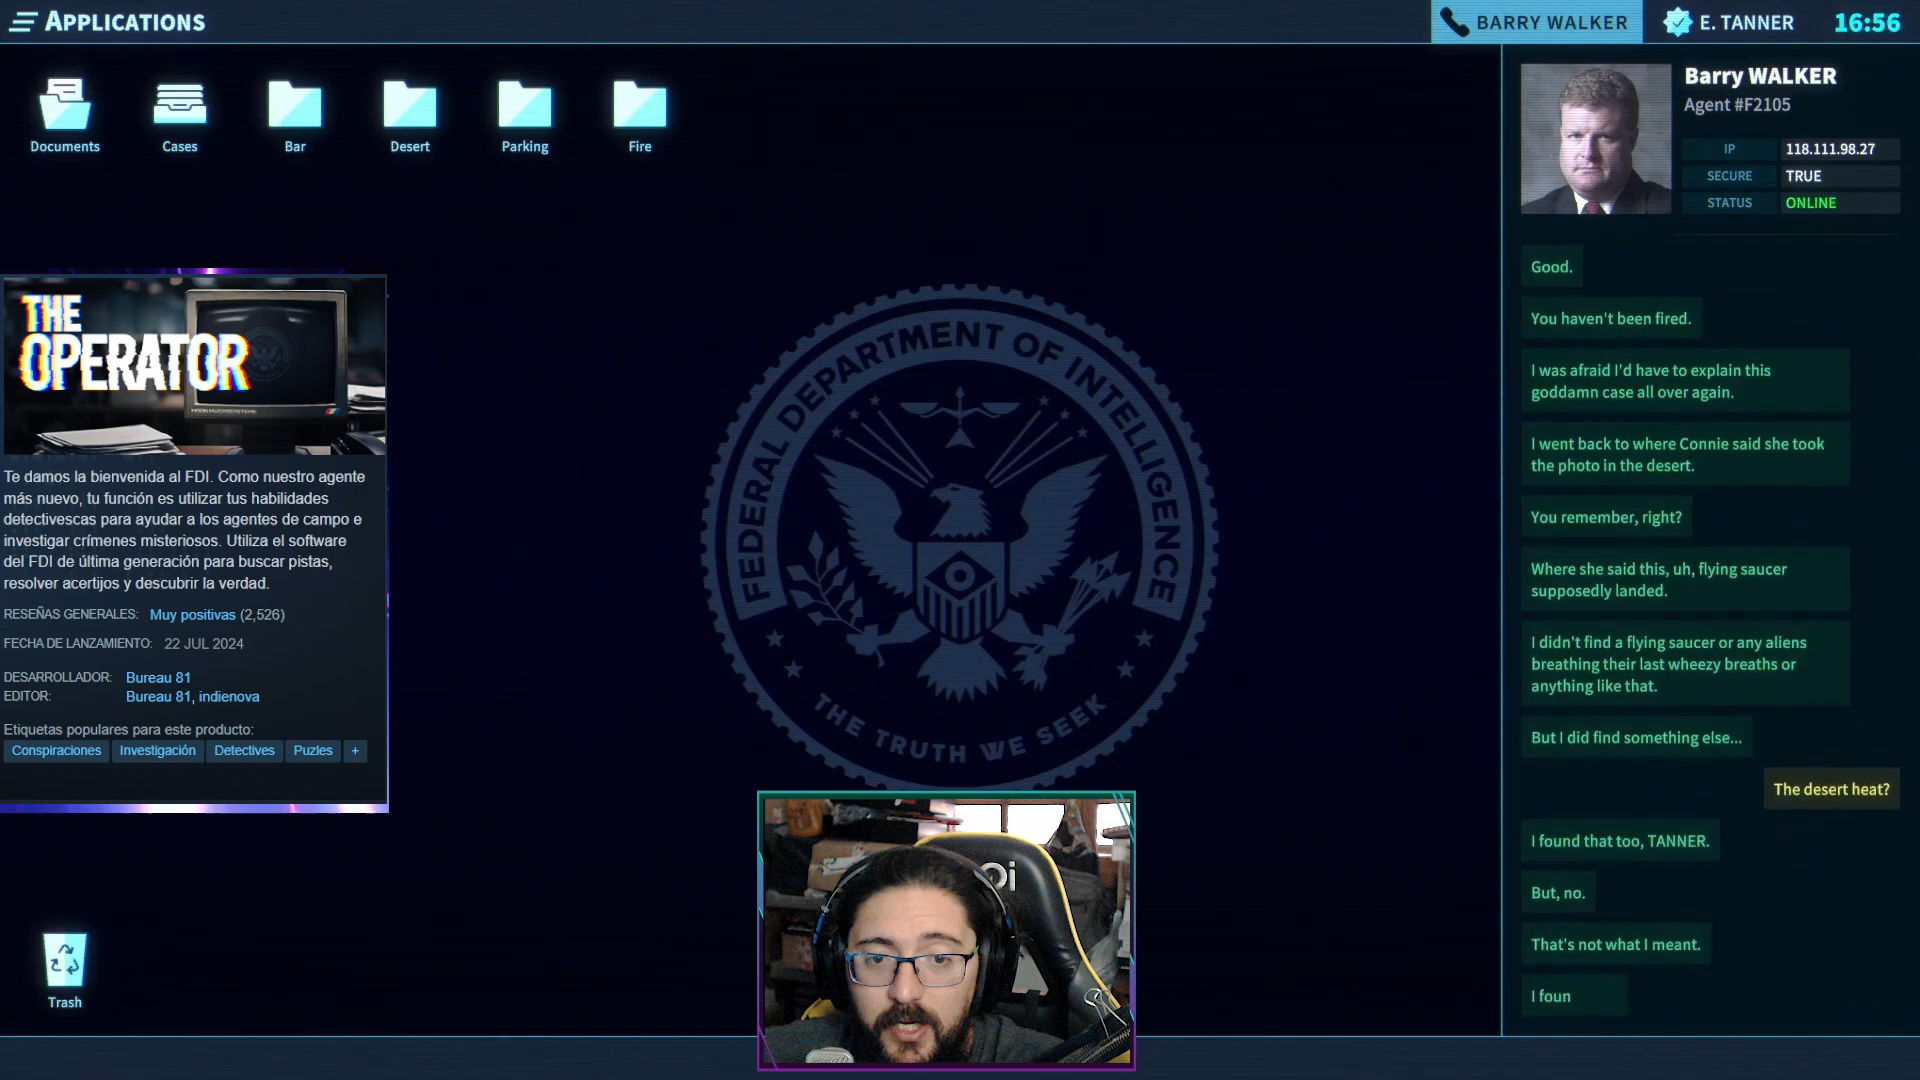 APPLICATIONS
BARRY WALKER
E. TANNER
16:56
Documents
Cases
Bar
Desert
Parking
Fire
Barry WALKER
Agent #F2105
IP 118.111.98.27
SECURE TRUE
STATUS ONLINE
Good.
You haven't been fired.
I was afraid I'd have to explain this
goddamn case all over again.
I went back to where Connie said she took
the photo in the desert.
You remember, right?
Where she said this, uh, flying saucer
supposedly landed.
I didn't find a flying saucer or any aliens
breathing their last wheezy breaths or
anything like that.
But I did find something else...
The desert heat?
I found that too, TANNER.
But, no.
That's not what I meant.
I foun
THE
OPERATOR
MOON MICROSYSTEMS
Te damos la bienvenida al FDI. Como nuestro agente
más nuevo, tu función es utilizar tus habilidades
detectivescas para ayudar a los agentes de campo e
investigar crímenes misteriosos. Utiliza el software
del FDI de última generación para buscar pistas,
resolver acertijos y descubrir la verdad.
RESEÑAS GENERALES: Muy positivas (2,526)
FECHA DE LANZAMIENTO: 22 JUL 2024
DESARROLLADOR: Bureau 81
EDITOR: Bureau 81, indienova
Etiquetas populares para este producto:
Conspiraciones Investigación Detectives Puzles +
FEDERAL DEPARTMENT OF INTELLIGENCE
THE TRUTH WE SEEK
Trash